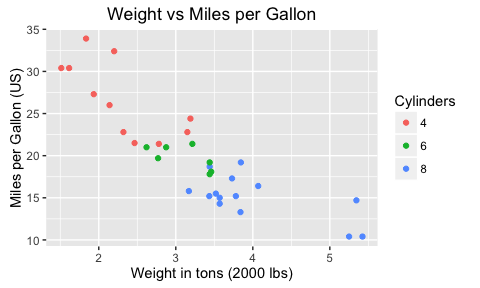 Weight vs Miles per Gallon
Miles per Gallon (US)
35
30
25
20
15
10
2 3 4 5
Weight in tons (2000 lbs)
Cylinders
4
6
8